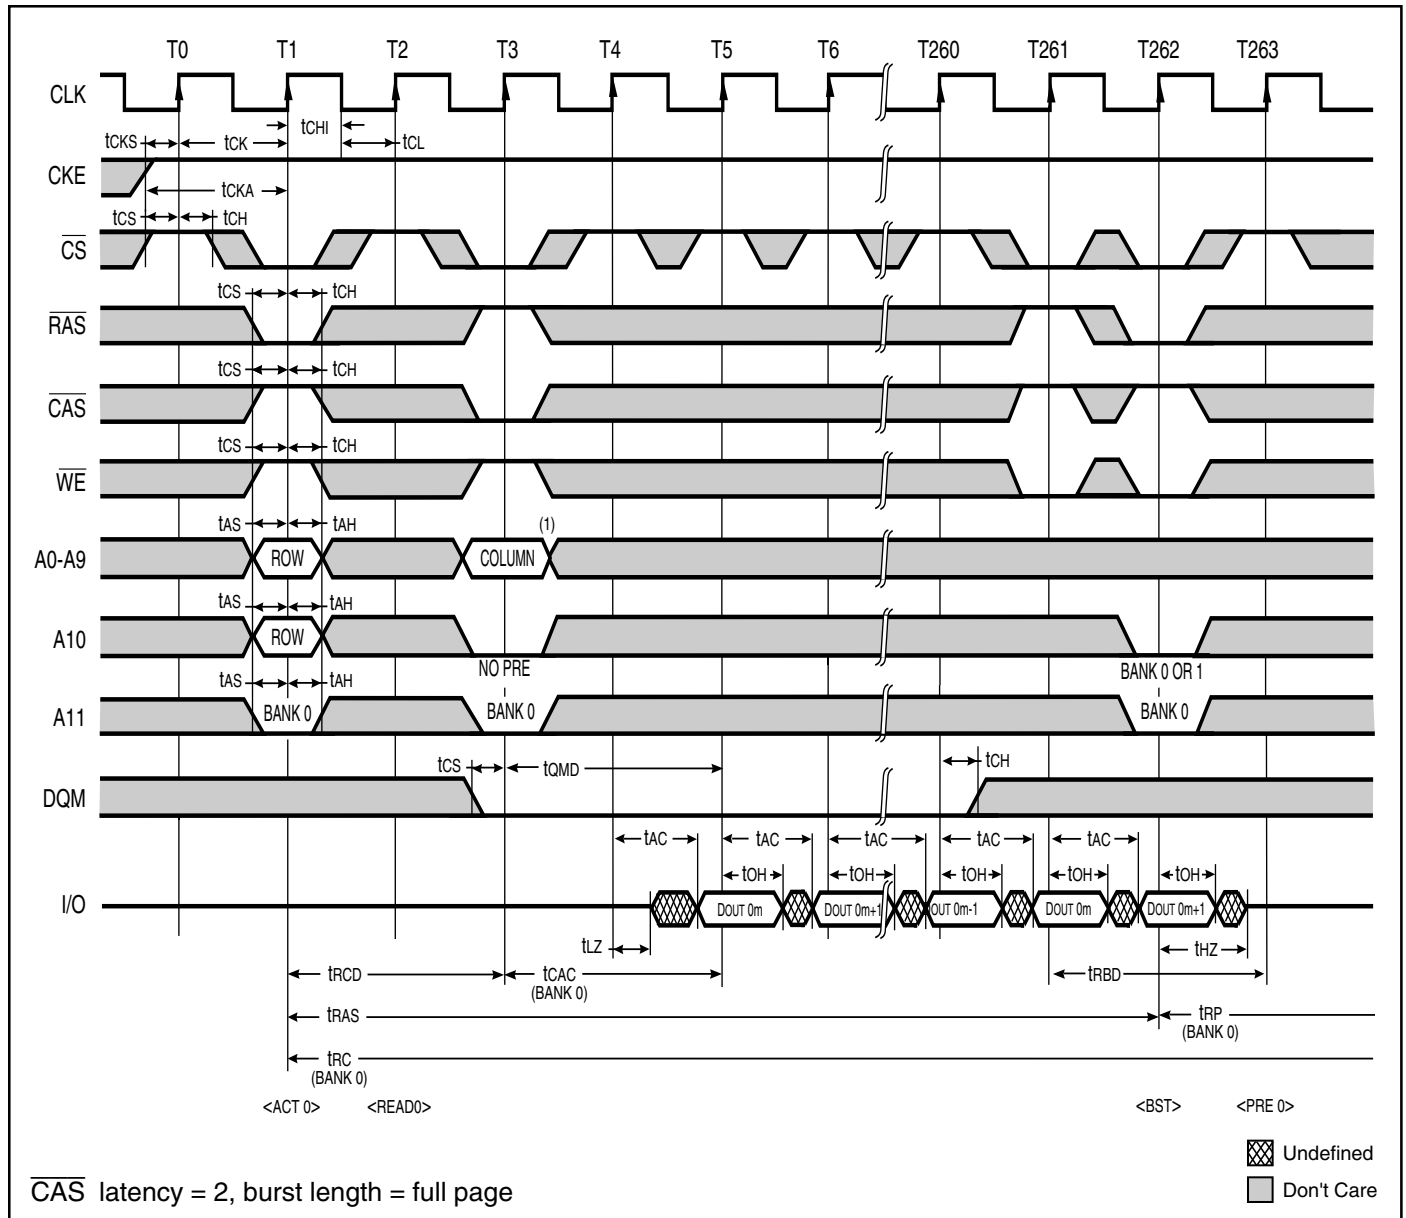 T0 T1 T2 T3 T4 T5 T6 T260 T261 T262 T263
CLK
tCHI
tCKS tCK tCL
CKE
tCKA
tCS tCH
CS
tCS tCH
RAS
tCS tCH
CAS
tCS tCH
WE
tAS tAH (1)
A0-A9 ROW COLUMN
tAS tAH
A10 ROW
NO PRE BANK 0 OR 1
tAS tAH
A11 BANK 0 BANK 0 BANK 0
tCS tQMD tCH
DQM
tAC tAC tAC tAC tAC
tOH tOH tOH tOH tOH
I/O DOUT 0m DOUT 0m+1 OUT 0m-1 DOUT 0m DOUT 0m+1
tLZ tHZ
tRCD tCAC tRBD
(BANK 0)
tRAS tRP
(BANK 0)
tRC
(BANK 0)
<ACT 0> <READ0> <BST> <PRE 0>
Undefined
Don't Care
CAS latency = 2, burst length = full page